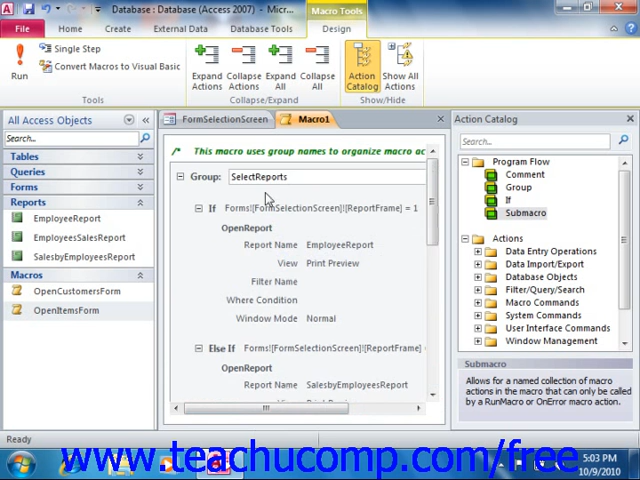 Database : Database (Access 2007) - Micr...
Macro Tools
File
Home
Create
External Data
Database Tools
Design
Run
Single Step
Convert Macros to Visual Basic
Expand Actions
Collapse Actions
Expand All
Collapse All
Action Catalog
Show All Actions
Tools
Collapse/Expand
Show/Hide
All Access Objects
Search...
Tables
Queries
Forms
Reports
EmployeeReport
EmployeesSalesReport
SalesbyEmployeesReport
Macros
OpenCustomersForm
OpenItemsForm
FormSelectionScreen
Macro1
/* This macro uses group names to organize macro ac
Group: SelectReports
If Forms![FormSelectionScreen]![ReportFrame] = 1
OpenReport
Report Name EmployeeReport
View Print Preview
Filter Name
Where Condition
Window Mode Normal
Else If Forms![FormSelectionScreen]![ReportFrame] =
OpenReport
Report Name SalesbyEmployeesReport
Action Catalog
Search...
Program Flow
Comment
Group
If
Submacro
Actions
Data Entry Operations
Data Import/Export
Database Objects
Filter/Query/Search
Macro Commands
System Commands
User Interface Commands
Window Management
Submacro
Allows for a named collection of macro
actions in the macro that can only be called
by a RunMacro or OnError macro action.
Ready
www.teachucomp.com/free
5:03 PM
10/9/2010